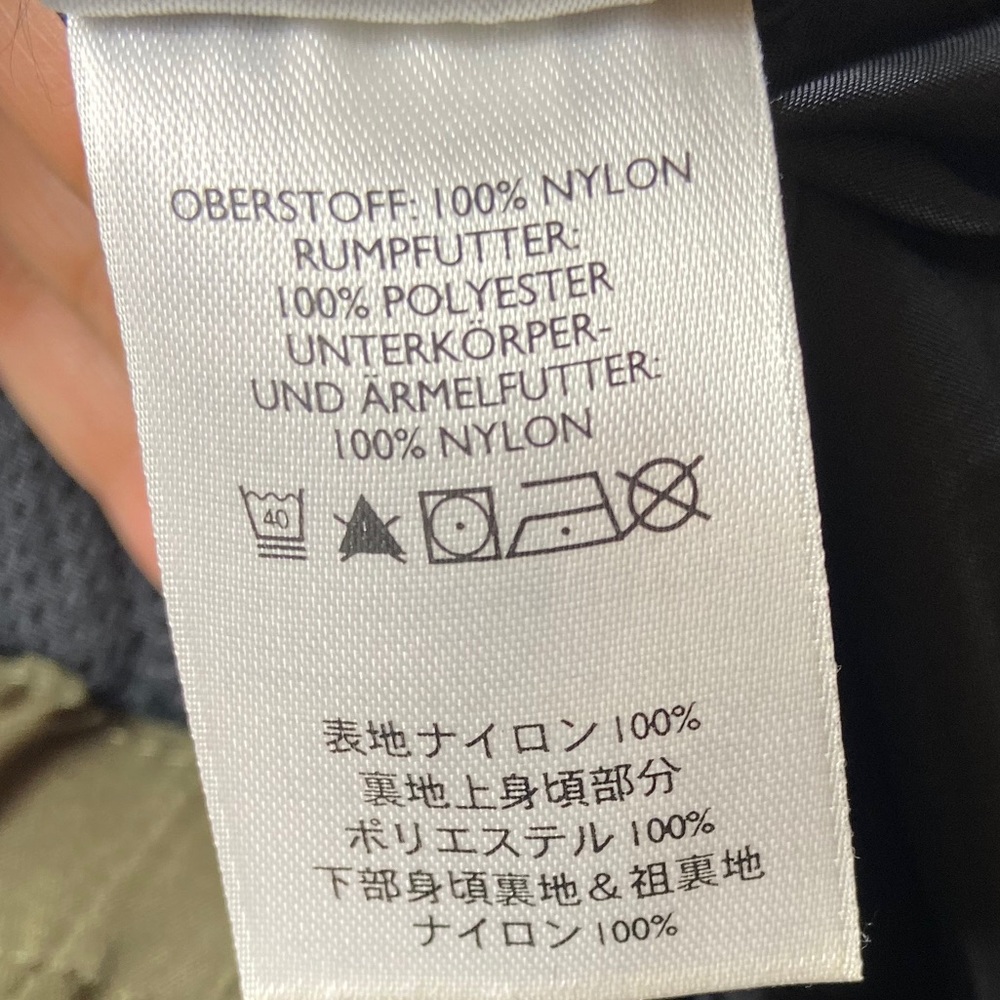 OBERSTOFF: 100% NYLON
RUMPFUTTER:
100% POLYESTER
UNTERKÖRPER-
UND ÄRMELFUTTER:
100% NYLON
40
表地ナイロン100%
裏地上身頃部分
ポリエステル100%
下部身頃裏地&祖裏地
ナイロン100%